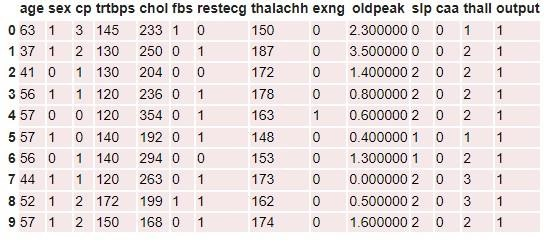 age sex cp trtbps chol fbs restecg thalachh exng oldpeak slp caa thall output
0 63 1 3 145 233 1 0 150 0 2.300000 0 0 1 1
1 37 1 2 130 250 0 1 187 0 3.500000 0 0 2 1
2 41 0 1 130 204 0 0 172 0 1.400000 2 0 2 1
3 56 1 1 120 236 0 1 178 0 0.800000 2 0 2 1
4 57 0 0 120 354 0 1 163 1 0.600000 2 0 2 1
5 57 1 0 140 192 0 1 148 0 0.400000 1 0 1 1
6 56 0 1 140 294 0 0 153 0 1.300000 1 0 2 1
7 44 1 1 120 263 0 1 173 0 0.000000 2 0 3 1
8 52 1 2 172 199 1 1 162 0 0.500000 2 0 3 1
9 57 1 2 150 168 0 1 174 0 1.600000 2 0 2 1